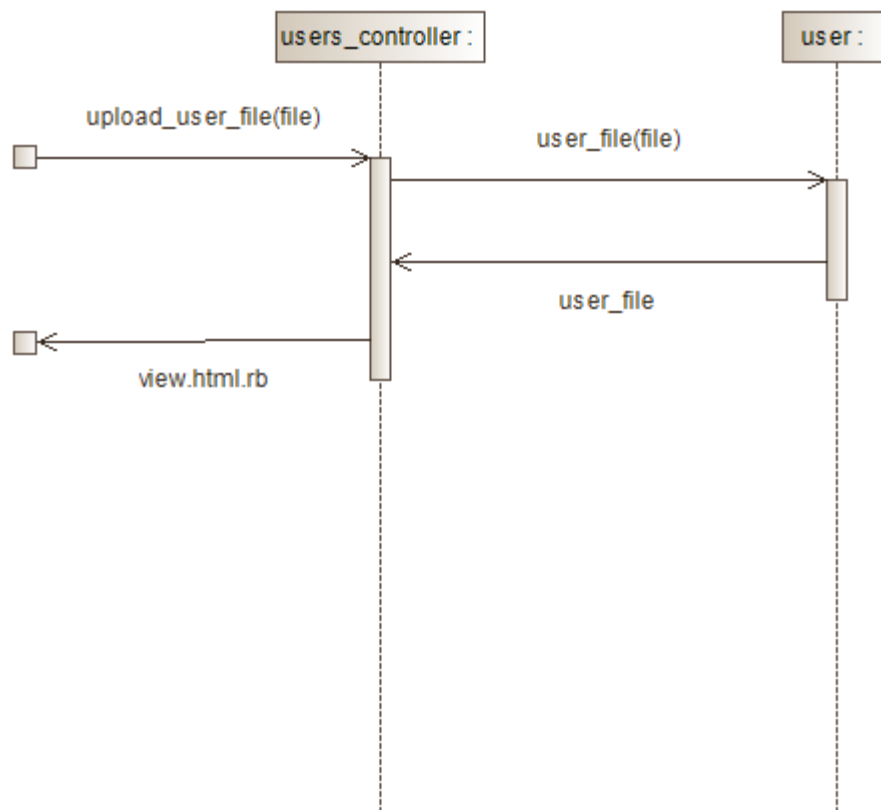 users_controller :
user :
upload_user_file(file)
user_file(file)
user_file
view.html.rb